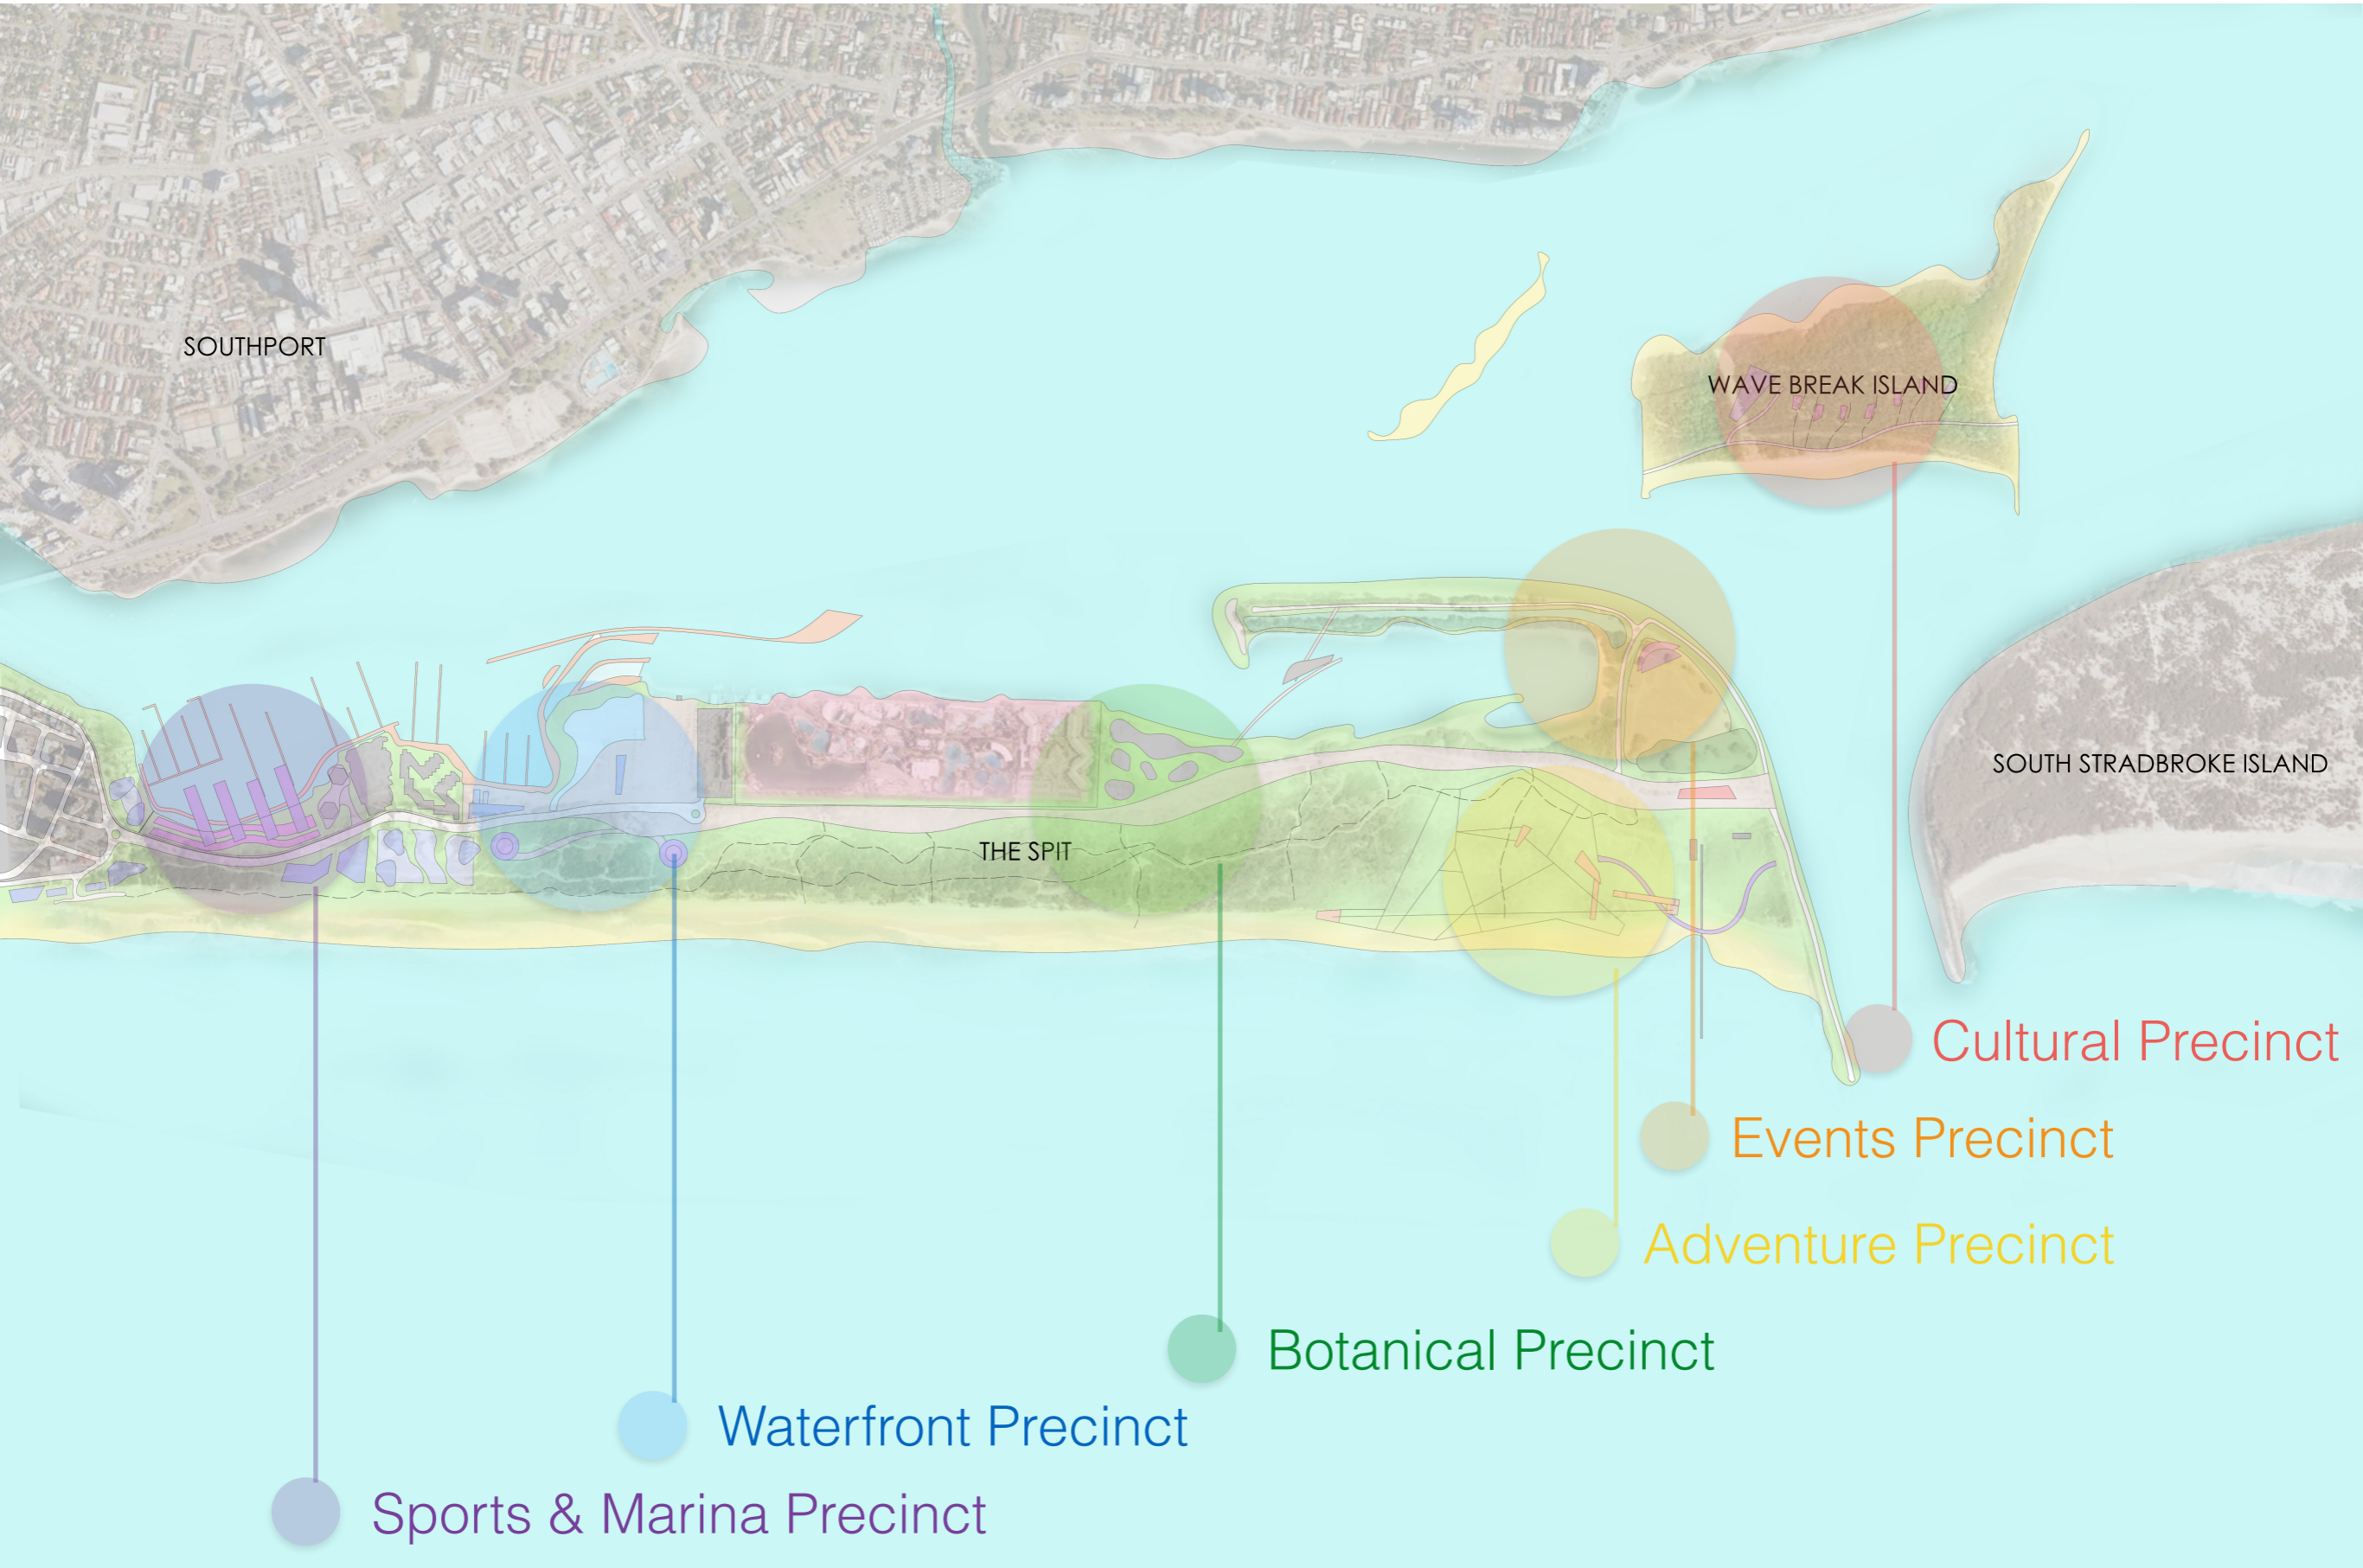 SOUTHPORT
WAVE BREAK ISLAND
SOUTH STRADBROKE ISLAND
THE SPIT
Cultural Precinct
Events Precinct
Adventure Precinct
Botanical Precinct
Waterfront Precinct
Sports & Marina Precinct